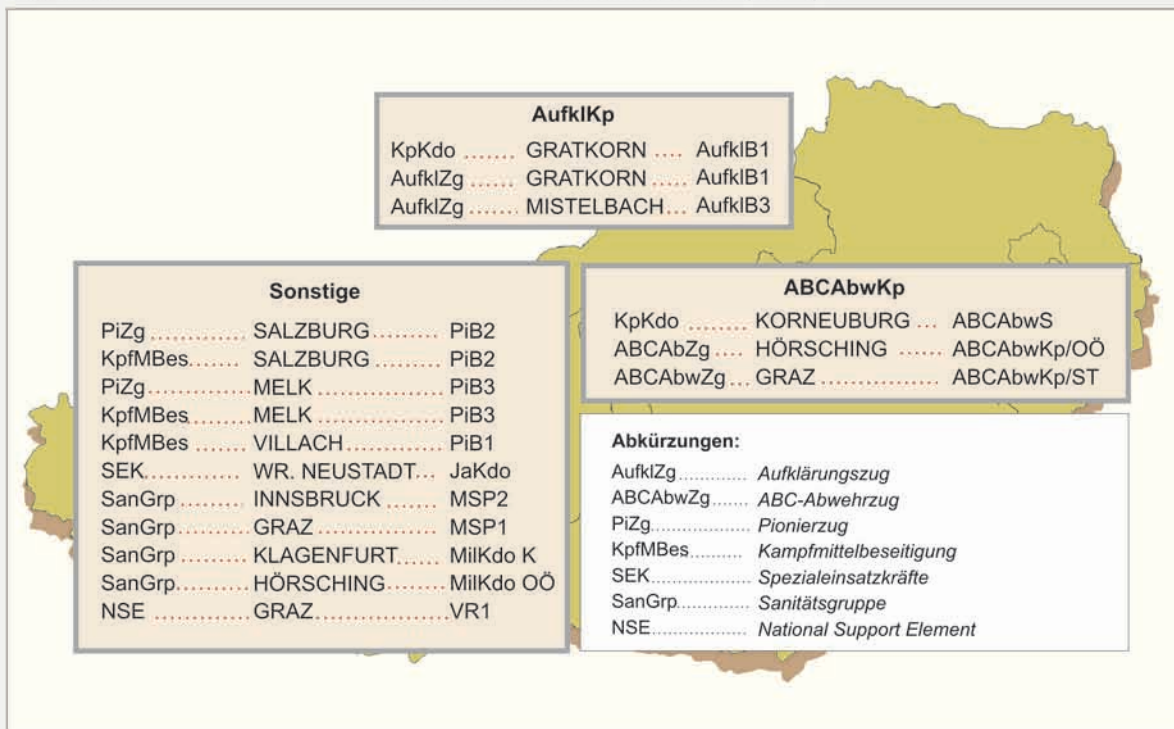 AufklKp
KpKdo ...... GRATKORN .... AufklB1
AufklZg ...... GRATKORN ...... AufklB1
AufklZg ....... MISTELBACH... AufklB3
Sonstige
PiZg ............. SALZBURG .......... PiB2
KpfMBes....... SALZBURG .......... PiB2
PiZg .............. MELK .................. PiB3
KpfMBes ...... MELK .................. PiB3
KpfMBes ....... VILLACH .............. PiB1
SEK............... WR. NEUSTADT... JaKdo
SanGrp ......... INNSBRUCK ........ MSP2
SanGrp ......... GRAZ .................. MSP1
SanGrp ......... KLAGENFURT...... MilKdo K
SanGrp.......... HÖRSCHING........ MilKdo OÖ
NSE .............. GRAZ .................. VR1
ABCAbwKp
KpKdo ........ KORNEUBURG ... ABCAbwS
ABCAbZg .... HÖRSCHING ...... ABCAbwKp/OÖ
ABCAbwZg ... GRAZ ................ ABCAbwKp/ST
Abkürzungen:
AufklZg ........... Aufklärungszug
ABCAbwZg ....... ABC-Abwehrzug
PiZg .................. Pionierzug
KpfMBes .......... Kampfmittelbeseitigung
SEK .................. Spezialeinsatzkräfte
SanGrp ............. Sanitätsgruppe
NSE .................. National Support Element